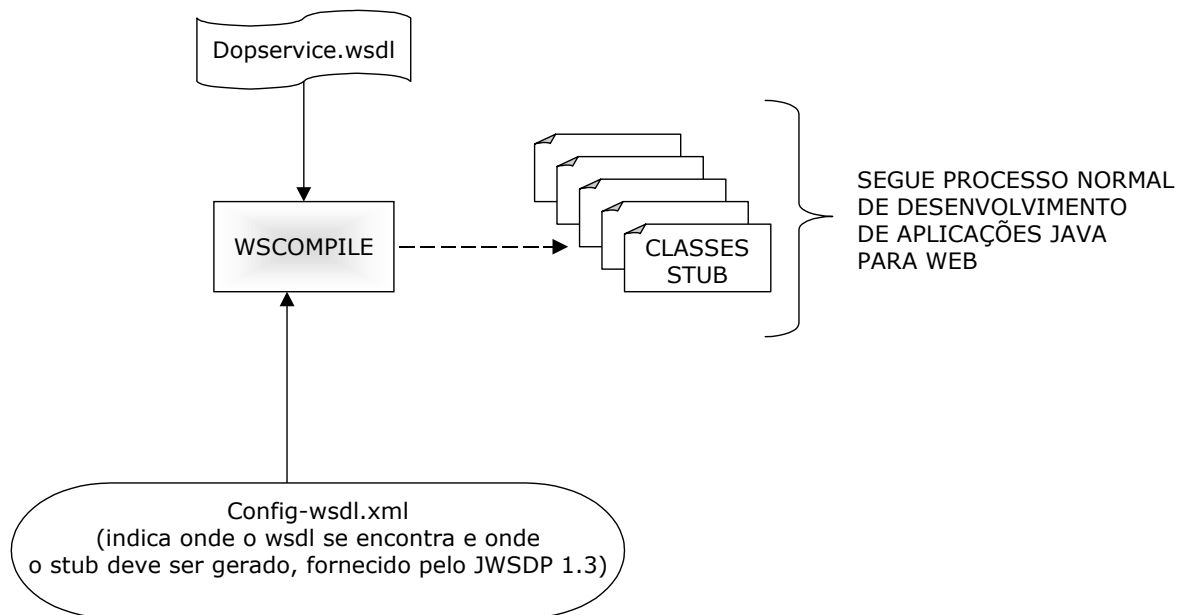 Dopservice.wsdl
WSCOMPILE
CLASSES
STUB
SEGUE PROCESSO NORMAL
DE DESENVOLVIMENTO
DE APLICAÇÕES JAVA
PARA WEB
Config-wsdl.xml
(indica onde o wsdl se encontra e onde
o stub deve ser gerado, fornecido pelo JWSDP 1.3)